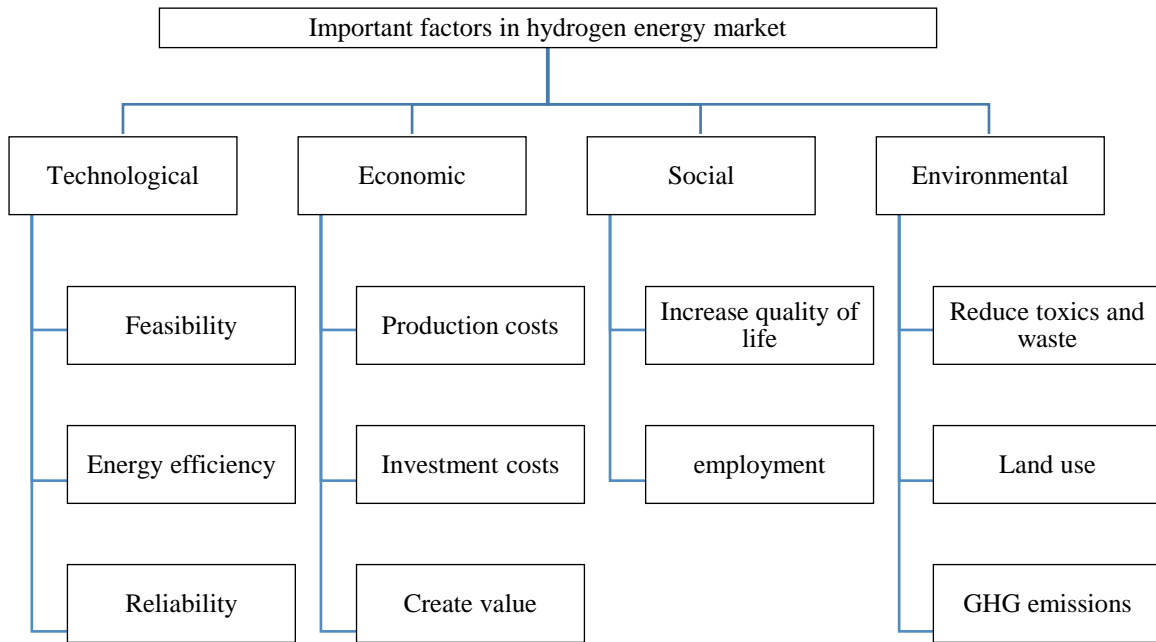 Important factors in hydrogen energy market
Technological
Economic
Social
Environmental
Feasibility
Production costs
Increase quality of
life
Reduce toxics and
waste
Energy efficiency
Investment costs
employment
Land use
Reliability
Create value
GHG emissions